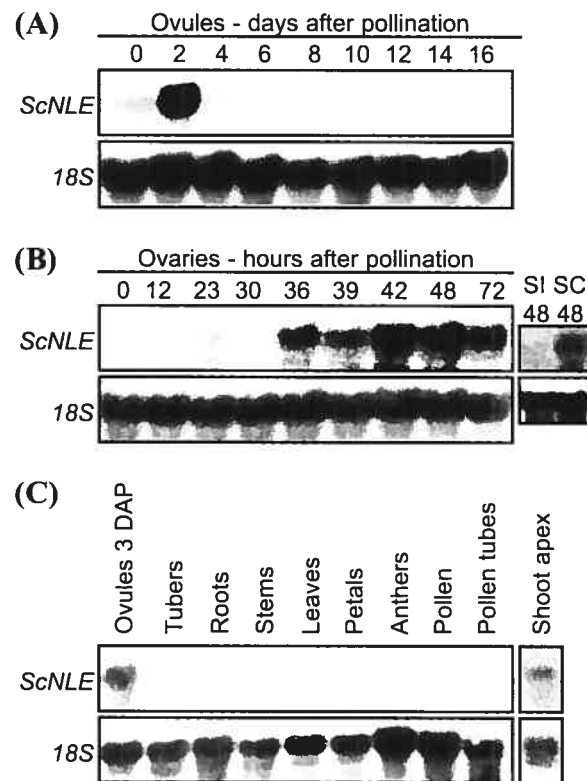 (A) Ovules - days after pollination
0 2 4 6 8 10 12 14 16
ScNLE
18S
(B) Ovaries - hours after pollination
0 12 23 30 36 39 42 48 72 SI SC
48 48
ScNLE
18S
(C)
Ovules 3 DAP
Tubers
Roots
Stems
Leaves
Petals
Anthers
Pollen
Pollen tubes
Shoot apex
ScNLE
18S